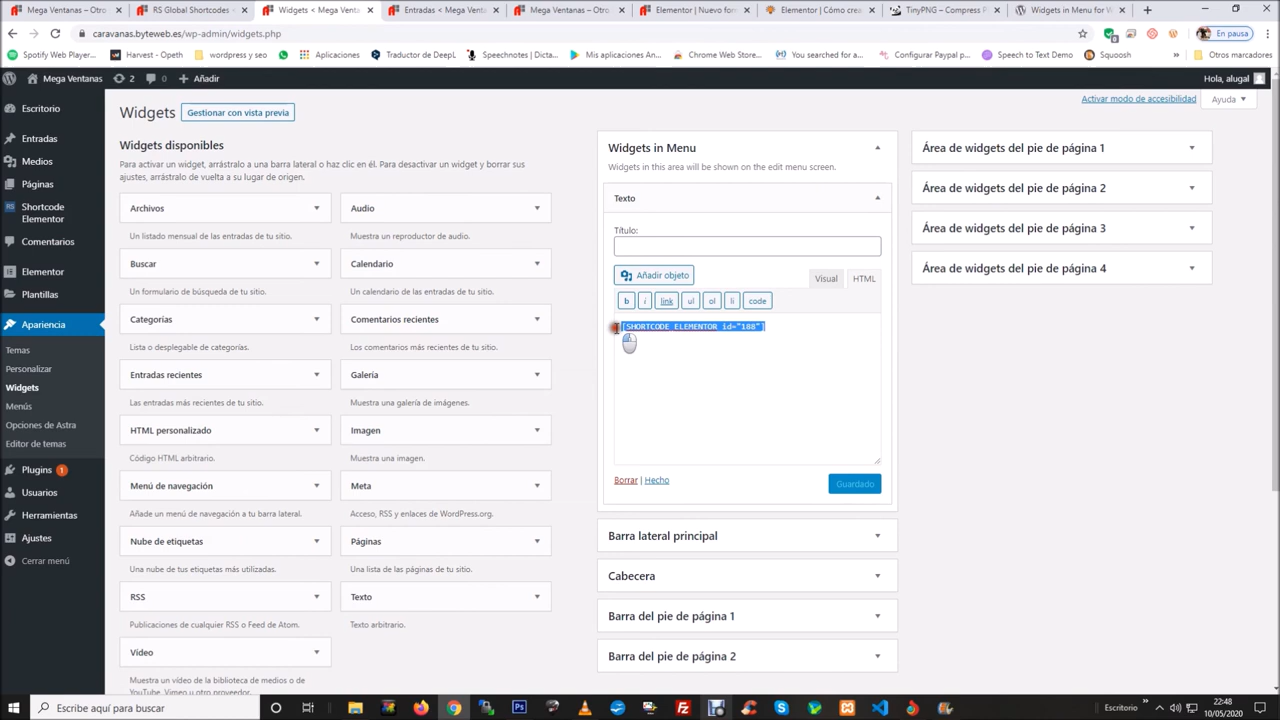 Mega Ventanas – Otro
RS Global Shortcodes <
Widgets < Mega Venta
Entradas < Mega Venta
Mega Ventanas – Otro
Elementor | Nuevo for
Elementor | Cómo crea
TinyPNG – Compress P
Widgets in Menu for W
caravanas.byteweb.es/wp-admin/widgets.php
En pausa
Spotify Web Player
Harvest - Opeth
wordpress y seo
Aplicaciones
Traductor de DeepL
Speechnotes | Dicta...
Mis aplicaciones An...
Chrome Web Store...
You searched for a...
Configurar Paypal p...
Speech to Text Demo
Squoosh
»
Otros marcadores
Mega Ventanas
2
0
Añadir
Hola, alugal
Escritorio
Entradas
Medios
Páginas
Shortcode
Elementor
Comentarios
Elementor
Plantillas
Apariencia
Temas
Personalizar
Widgets
Menús
Opciones de Astra
Editor de temas
Plugins 1
Usuarios
Herramientas
Ajustes
Cerrar menú
Activar modo de accesibilidad
Ayuda
Widgets
Gestionar con vista previa
Widgets disponibles
Para activar un widget, arrástralo a una barra lateral o haz clic en él. Para desactivar un widget y borrar sus
ajustes, arrástralo de vuelta a su lugar de origen.
Archivos
Un listado mensual de las entradas de tu sitio.
Audio
Muestra un reproductor de audio.
Buscar
Un formulario de búsqueda de tu sitio.
Calendario
Un calendario de las entradas de tu sitio.
Categorías
Lista o desplegable de categorías.
Comentarios recientes
Los comentarios más recientes de tu sitio.
Entradas recientes
Las entradas más recientes de tu sitio.
Galería
Muestra una galería de imágenes.
HTML personalizado
Código HTML arbitrario.
Imagen
Muestra una imagen.
Menú de navegación
Añade un menú de navegación a tu barra lateral.
Meta
Acceso, RSS y enlaces de WordPress.org.
Nube de etiquetas
Una nube de tus etiquetas más utilizadas.
Páginas
Una lista de las páginas de tu sitio.
RSS
Publicaciones de cualquier RSS o Feed de Atom.
Texto
Texto arbitrario.
Vídeo
Muestra un vídeo de la biblioteca de medios o de
YouTube, Vimeo u otro proveedor.
Widgets in Menu
Widgets in this area will be shown on the edit menu screen.
Texto
Título:
Añadir objeto
Visual
HTML
b
i
link
ul
ol
li
code
[SHORTCODE_ELEMENTOR id="188"]
Borrar | Hecho
Guardado
Barra lateral principal
Cabecera
Barra del pie de página 1
Barra del pie de página 2
Área de widgets del pie de página 1
Área de widgets del pie de página 2
Área de widgets del pie de página 3
Área de widgets del pie de página 4
Escribe aquí para buscar
Escritorio
22:48
10/05/2020